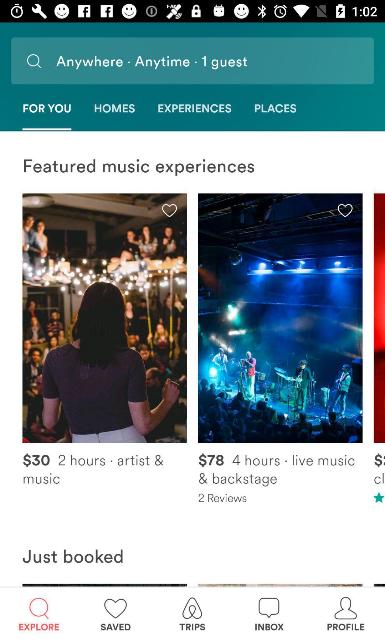 1:02
Anywhere · Anytime · 1 guest
FOR YOU HOMES EXPERIENCES PLACES
Featured music experiences
$30 2 hours · artist &
music
$78 4 hours · live music
& backstage
2 Reviews
Just booked
EXPLORE SAVED TRIPS INBOX PROFILE